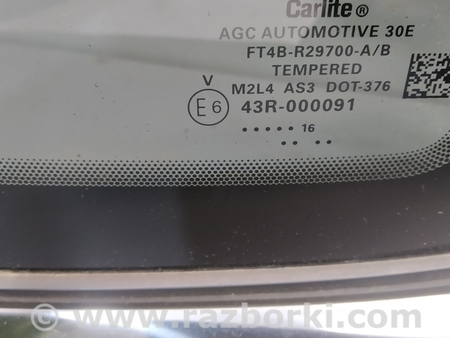 Carlite®
AGC AUTOMOTIVE 30E
FT4B-R29700-A/B
TEMPERED
M2L4 AS3 DOT-376
V
E6 43R-000091
..... 16
.. ..
© www.razborki.com